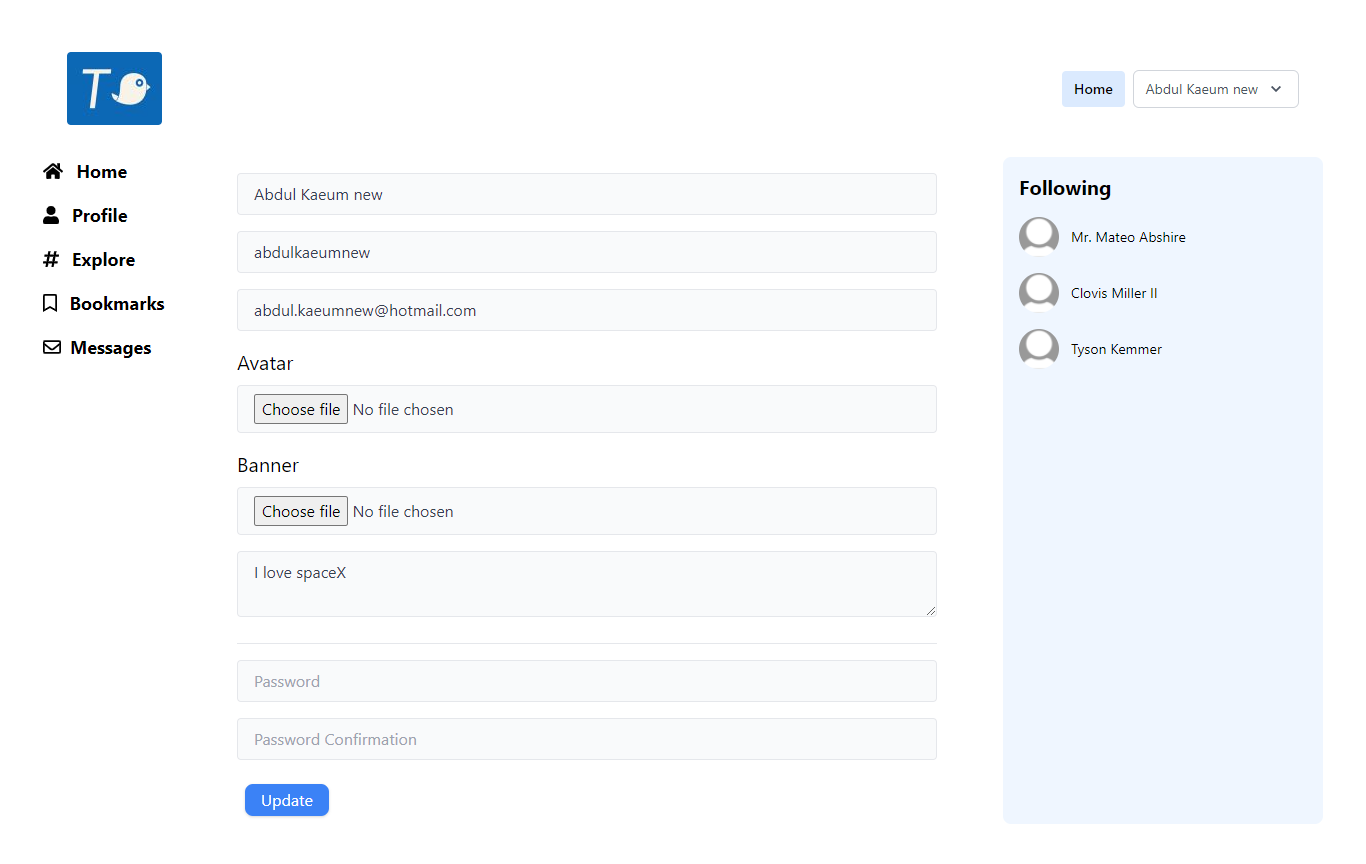 T
Home
Abdul Kaeum new
Home
Profile
# Explore
Bookmarks
Messages
Abdul Kaeum new
abdulkaeumnew
abdul.kaeumnew@hotmail.com
Avatar
Choose file No file chosen
Banner
Choose file No file chosen
I love spaceX
Password
Password Confirmation
Update
Following
Mr. Mateo Abshire
Clovis Miller II
Tyson Kemmer